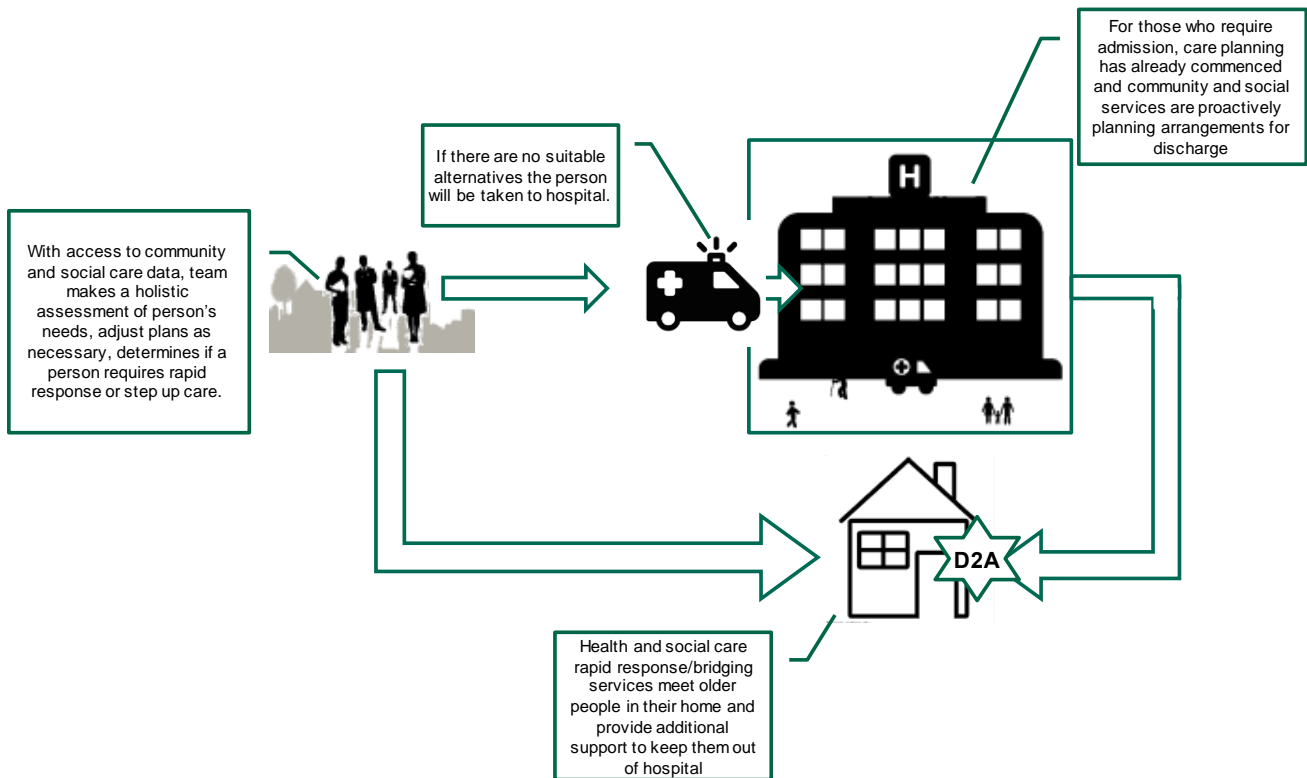 For those who require
admission, care planning
has already commenced
and community and social
services are proactively
planning arrangements for
discharge
If there are no suitable
alternatives the person
will be taken to hospital.
H
With access to community
and social care data, team
makes a holistic
assessment of person's
needs, adjust plans as
necessary, determines if a
person requires rapid
response or step up care.
D2A
Health and social care
rapid response/bridging
services meet older
people in their home and
provide additional
support to keep them out
of hospital